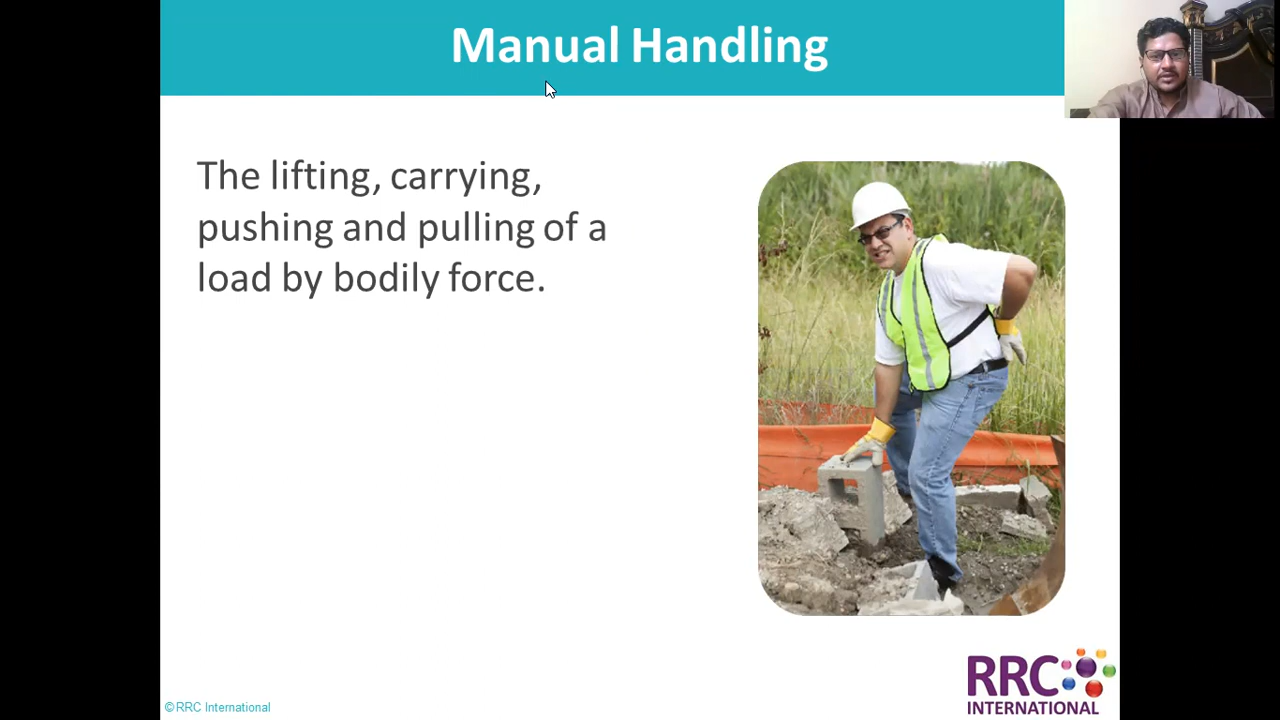 Manual Handling
The lifting, carrying,
pushing and pulling of a
load by bodily force.
©RRC International
RRC
INTERNATIONAL